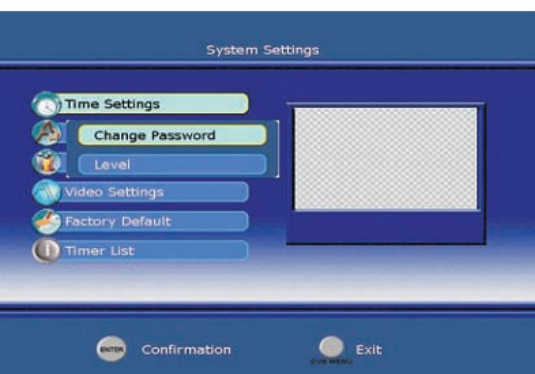 System Settings
Time Settings
Change Password
Level
Video Settings
Factory Default
Timer List
ENTER Confirmation
Exit
DVB MENU